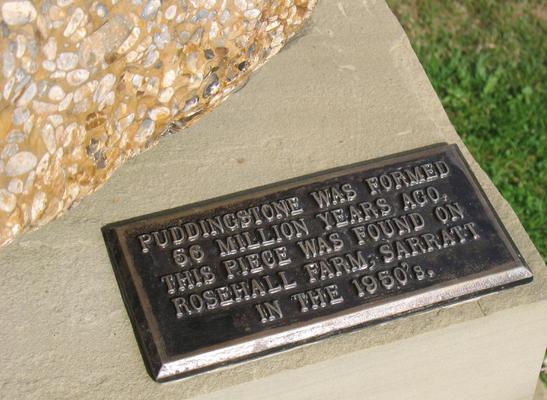 PUDDINGSTONE WAS FORMED
56 MILLION YEARS AGO.
THIS PIECE WAS FOUND ON
ROSEHALL FARM, SARRATT
IN THE 1950's.